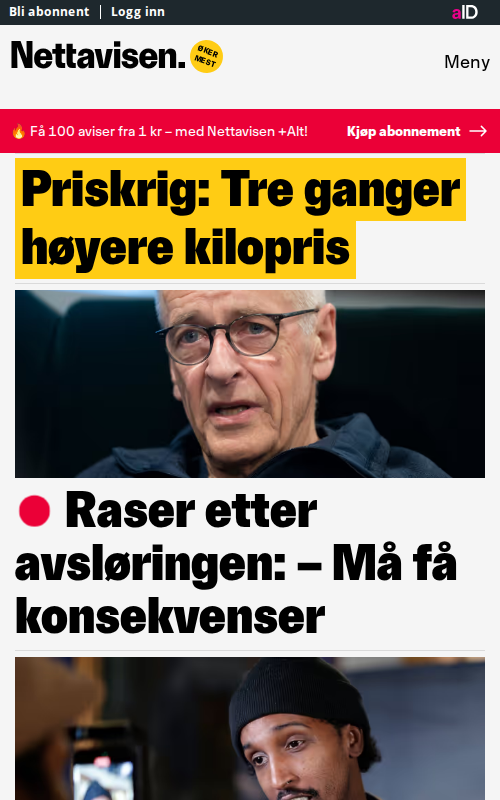 Bli abonnent
Logg inn
aID
Nettavisen.
ØKER
MEST
Meny
🔥 Få 100 aviser fra 1 kr – med Nettavisen +Alt!
Kjøp abonnement →
Priskrig: Tre ganger
høyere kilopris
Raser etter
avsløringen: – Må få
konsekvenser